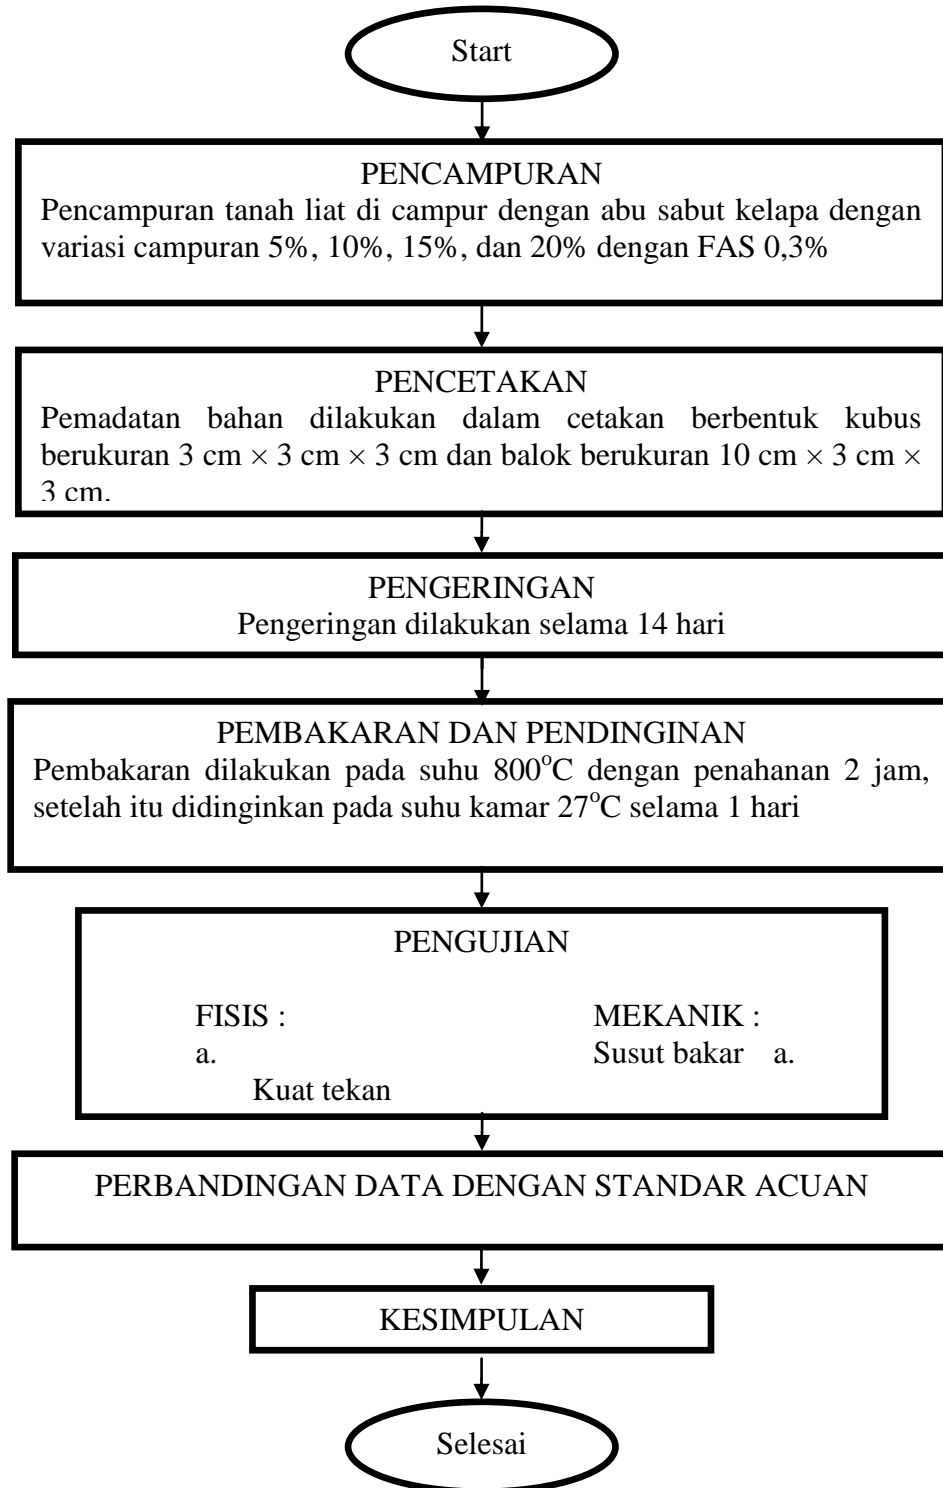 Start
PENCAMPURAN
Pencampuran tanah liat di campur dengan abu sabut kelapa dengan
variasi campuran 5%, 10%, 15%, dan 20% dengan FAS 0,3%
PENCETAKAN
Pemadatan bahan dilakukan dalam cetakan berbentuk kubus
berukuran 3 cm × 3 cm × 3 cm dan balok berukuran 10 cm × 3 cm ×
3 cm.
PENGERINGAN
Pengeringan dilakukan selama 14 hari
PEMBAKARAN DAN PENDINGINAN
Pembakaran dilakukan pada suhu 800°C dengan penahanan 2 jam,
setelah itu didinginkan pada suhu kamar 27°C selama 1 hari
PENGUJIAN
FISIS : MEKANIK :
a. Susut bakar a.
Kuat tekan
PERBANDINGAN DATA DENGAN STANDAR ACUAN
KESIMPULAN
Selesai